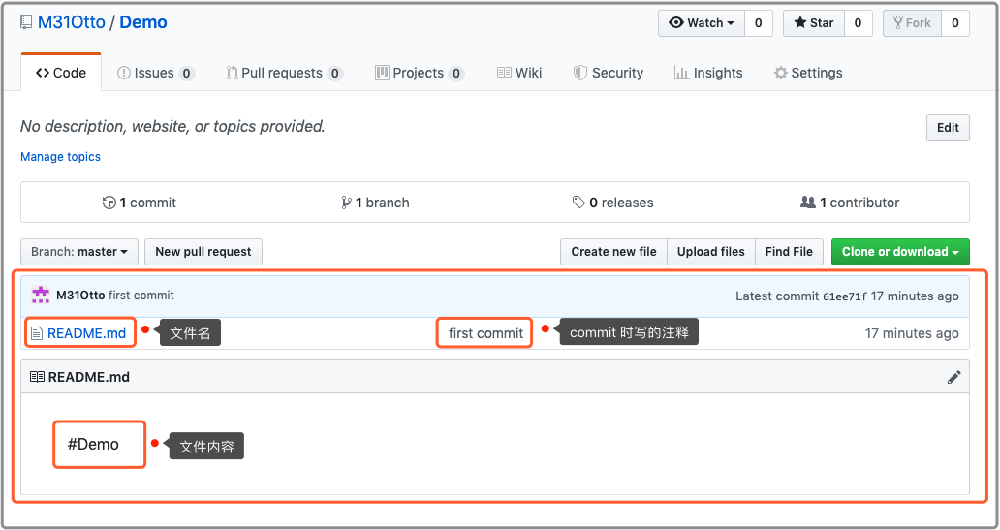 M31Otto / Demo
Watch 0 Star 0 Fork 0
Code Issues 0 Pull requests 0 Projects 0 Wiki Security Insights Settings
No description, website, or topics provided.
Edit
Manage topics
1 commit 1 branch 0 releases 1 contributor
Branch: master New pull request Create new file Upload files Find File Clone or download
M31Otto first commit Latest commit 61ee71f 17 minutes ago
README.md 文件名 first commit commit 时写的注释 17 minutes ago
README.md
#Demo 文件内容